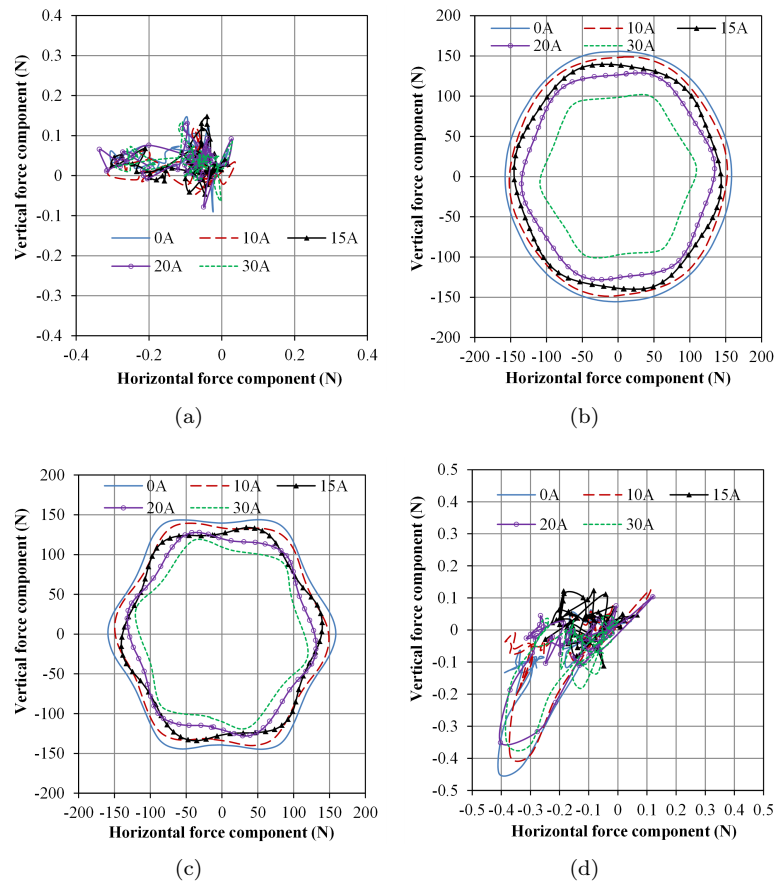 0.4
0.3
0.2
0.1
0
0.1
0.2
0.3
0.4
-0.4 -0.2 0 0.2 0.4
Vertical force component (N)
Horizontal force component (N)
0A 10A 15A
20A 30A
(a)
200
150
100
50
0
-50
-100
-150
-200
-200 -150 -100 -50 0 50 100 150 200
Vertical force component (N)
Horizontal force component (N)
0A 10A 15A
20A 30A
(b)
200
150
100
50
0
-50
-100
-150
-200
-200 -150 -100 -50 0 50 100 150 200
Vertical force component (N)
Horizontal force component (N)
0A 10A 15A
20A 30A
(c)
0.5
0.4
0.3
0.2
0.1
0
-0.1
-0.2
-0.3
-0.4
-0.5
-0.5 -0.4 -0.3 -0.2 -0.1 0 0.1 0.2 0.3 0.4 0.5
Vertical force component (N)
Horizontal force component (N)
0A 10A 15A
20A 30A
(d)